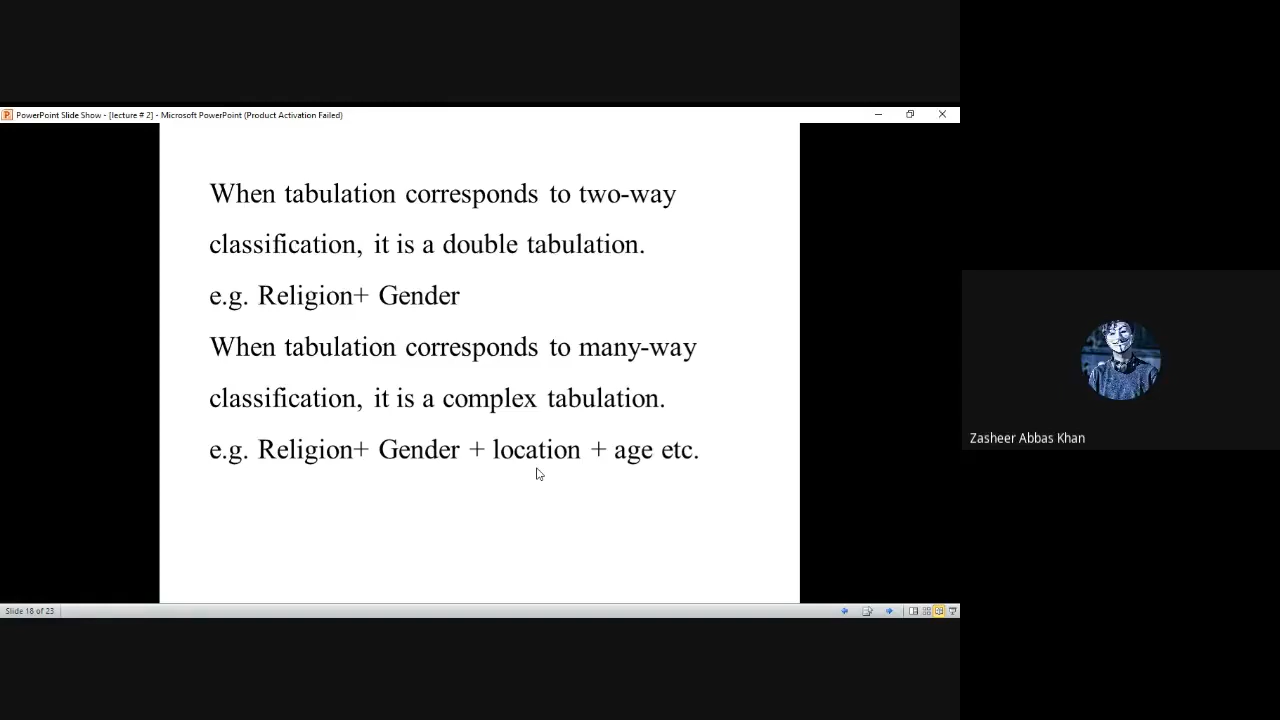 PowerPoint Slide Show - [lecture # 2] - Microsoft PowerPoint (Product Activation Failed)
When tabulation corresponds to two-way
classification, it is a double tabulation.
e.g. Religion+ Gender
When tabulation corresponds to many-way
classification, it is a complex tabulation.
e.g. Religion+ Gender + location + age etc.
Zasheer Abbas Khan
Slide 18 of 23